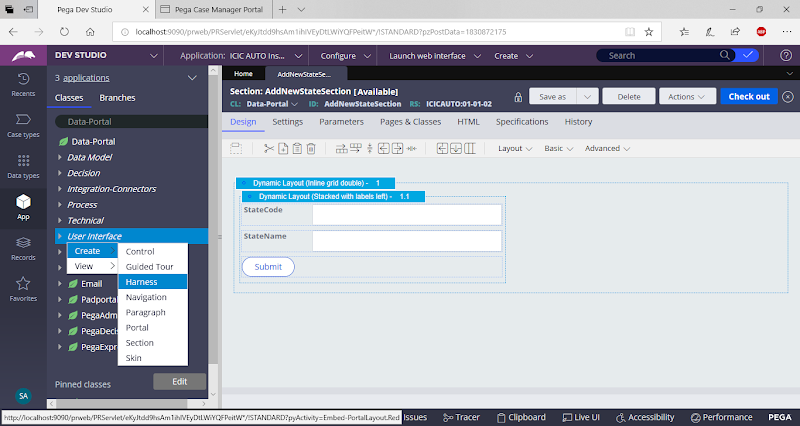 Pega Dev Studio
Pega Case Manager Portal
localhost:9090/prweb/PRServlet/eKyJtdd9hsAm1ihIVEyDtLWiYQFPeitW*/!STANDARD?pzPostData=1830872175
DEV STUDIO
Application: ICIC AUTO Ins...
Configure
Launch web interface
Create
Search
Recents
Case types
Data types
App
Records
Favorites
SA
3 applications
Classes
Branches
Data-Portal
Data-Portal
Data Model
Decision
Integration-Connectors
Process
Technical
User Interface
Create
View
Control
Guided Tour
Harness
Navigation
Paragraph
Portal
Section
Skin
Email
Padportal
PegaAdm
PegaDecis
PegaExpre
Pinned classes
Edit
Home
AddNewStateSe...
Section: AddNewStateSection [Available]
CL: Data-Portal ID: AddNewStateSection RS: ICICAUTO:01-01-02
Save as
Delete
Actions
Check out
Design
Settings
Parameters
Pages & Classes
HTML
Specifications
History
Layout
Basic
Advanced
Dynamic Layout (Inline grid double) - 1
Dynamic Layout (Stacked with labels left) - 1.1
StateCode
StateName
Submit
http://localhost:9090/prweb/PRServlet/eKyJtdd9hsAm1ihIVEyDtLWiYQFPeitW*/!STANDARD?pyActivity=Embed-PortalLayout.Red
Issues
Tracer
Clipboard
Live UI
Accessibility
Performance
PEGA